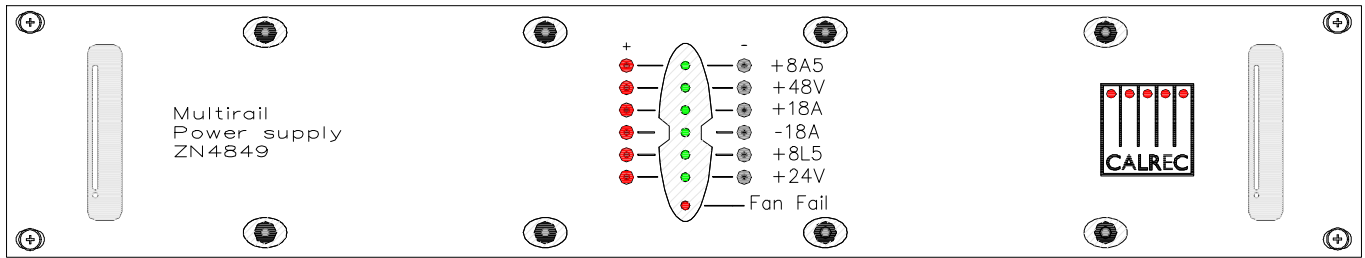 + -
+8A5
+48V
+18A
-18A
+8L5
+24V
Fan Fail
Multirail
Power supply
ZN4849
CALREC